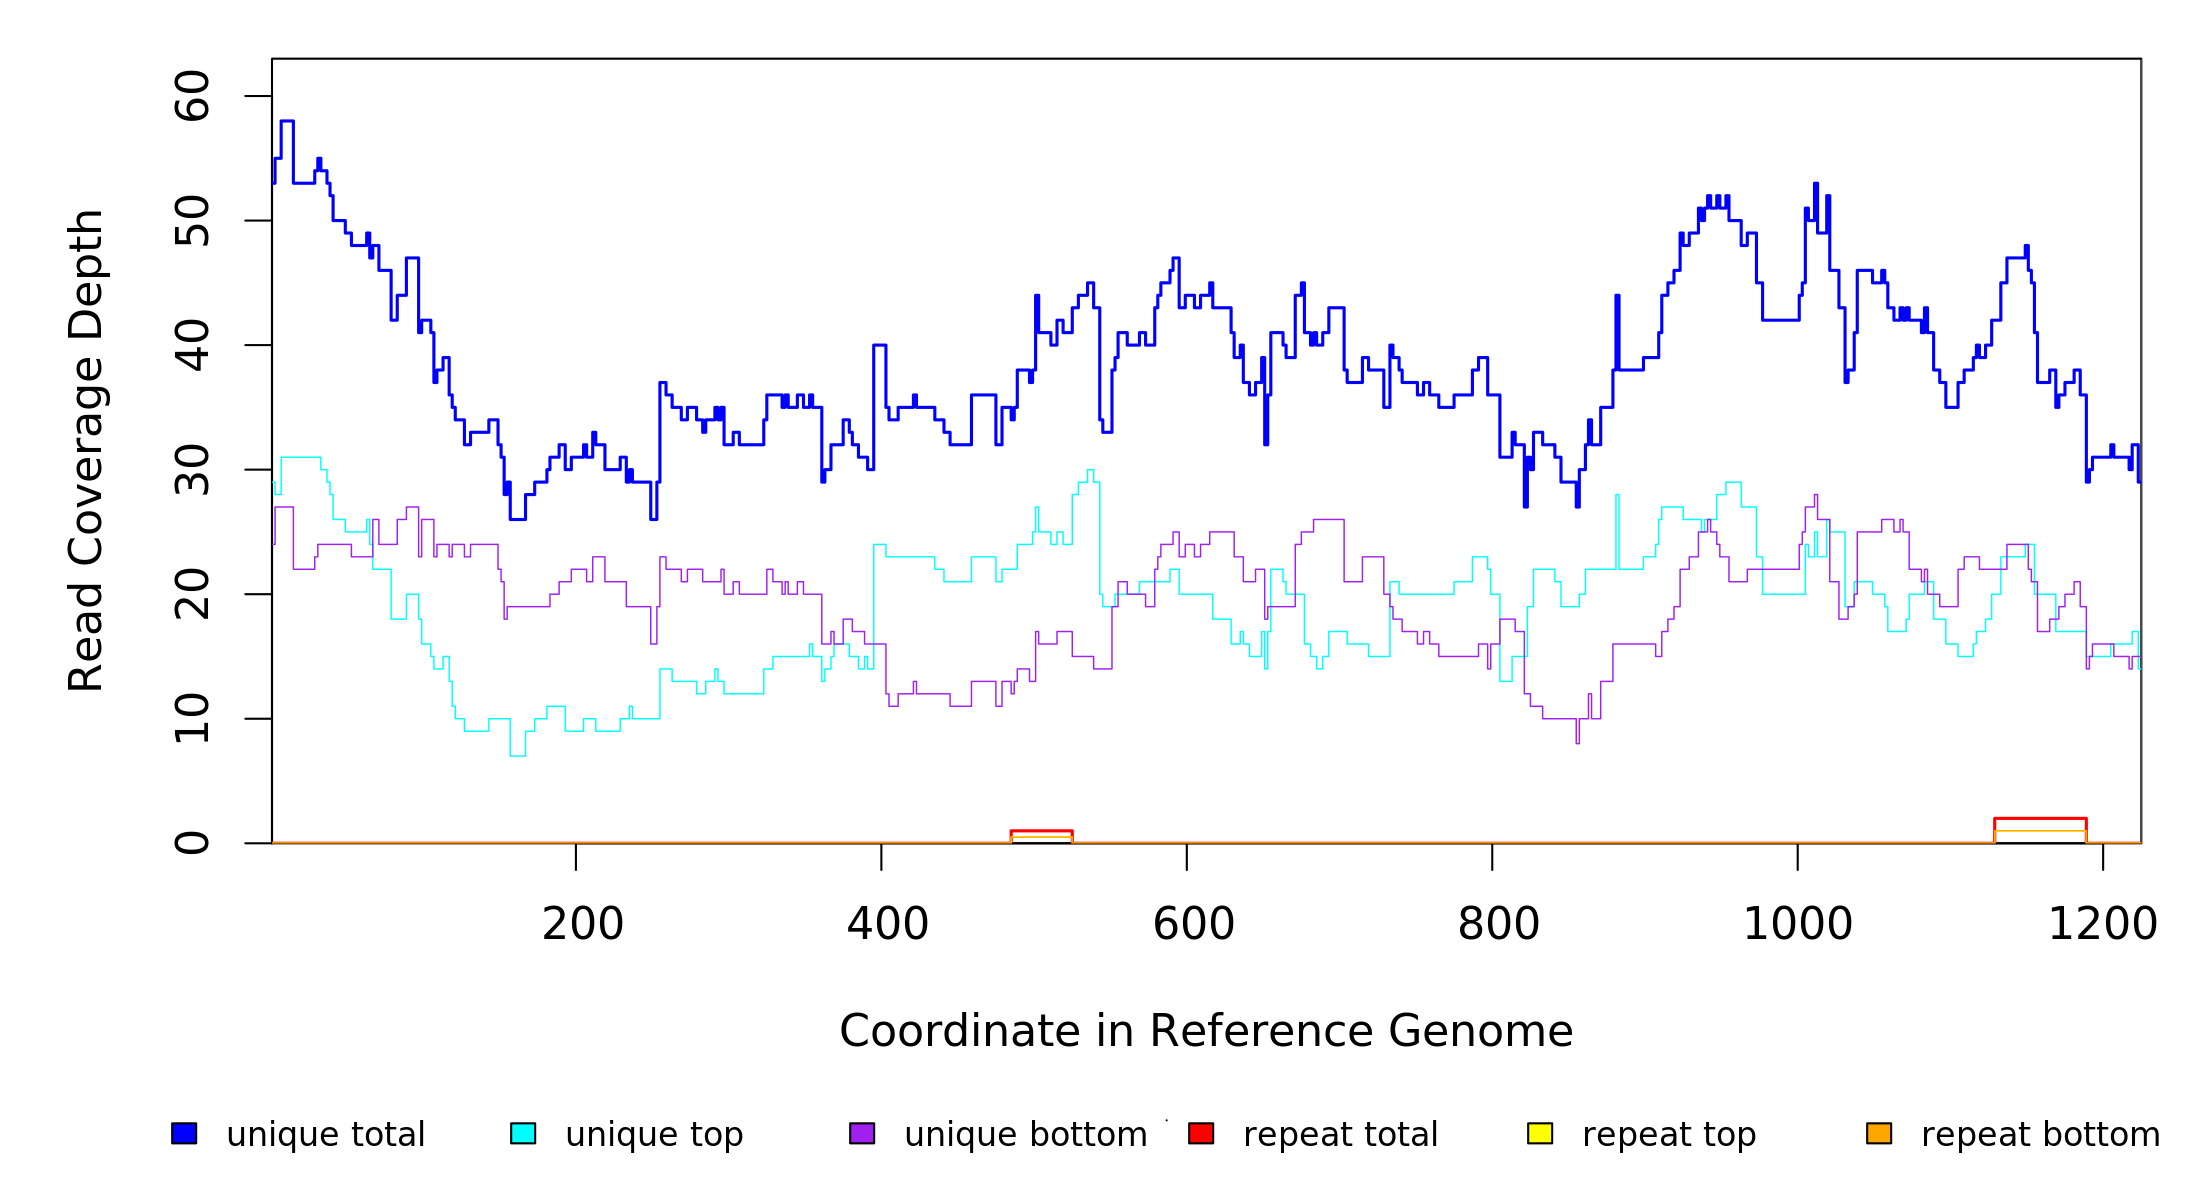 Read Coverage Depth
60
50
40
30
20
10
0
200 400 600 800 1000 1200
Coordinate in Reference Genome
unique total unique top unique bottom repeat total repeat top repeat bottom